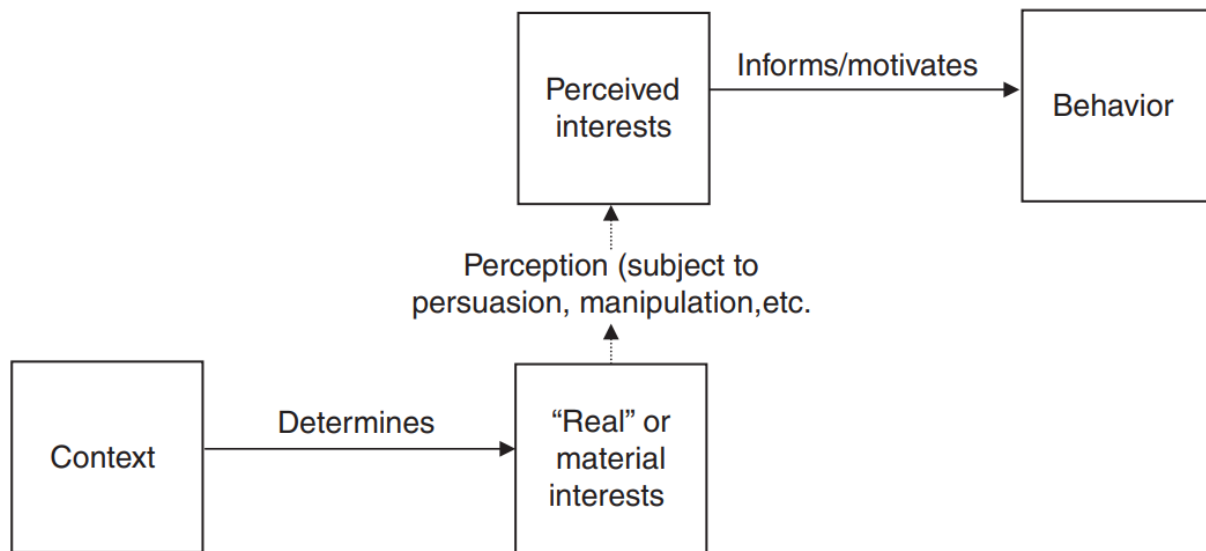 Perceived
interests
Informs/motivates
Behavior
Perception (subject to
persuasion, manipulation,etc.
Context
Determines
“Real” or
material
interests